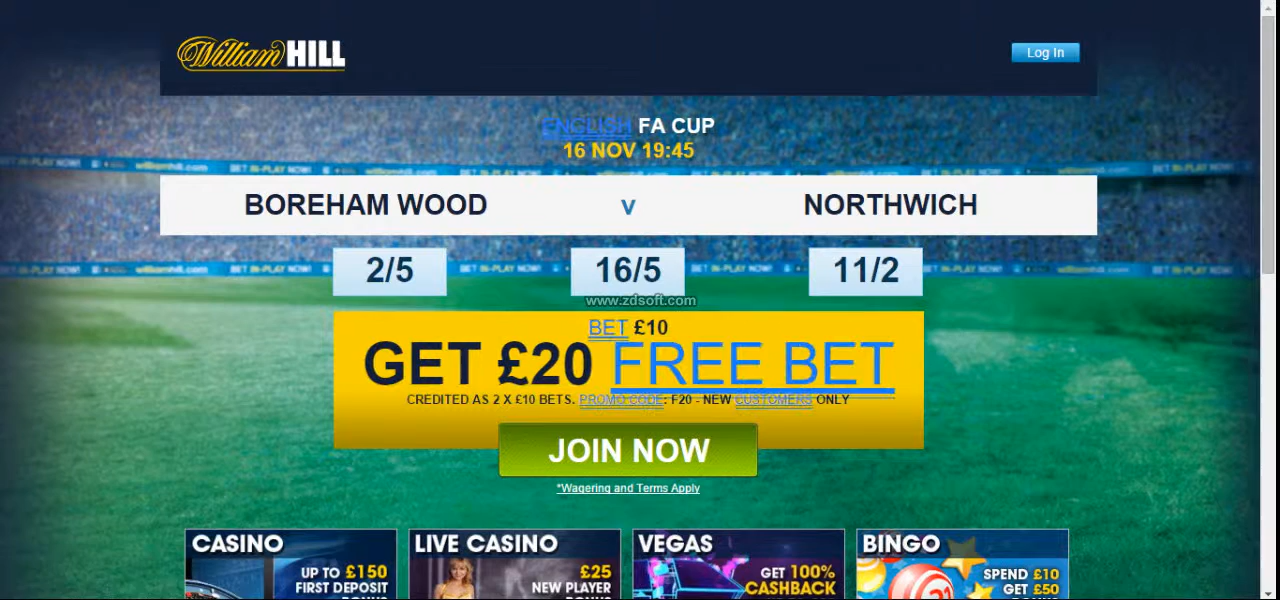 William HILL
Log In
ENGLISH FA CUP
16 NOV 19:45
BOREHAM WOOD v NORTHWICH
2/5 16/5 11/2
www.zdsoft.com
BET £10
GET £20 FREE BET
CREDITED AS 2 X £10 BETS. PROMO CODE: F20 - NEW CUSTOMERS ONLY
JOIN NOW
*Wagering and Terms Apply
CASINO
UP TO £150
FIRST DEPOSIT
LIVE CASINO
£25
NEW PLAYER
VEGAS
GET 100%
CASHBACK
BINGO
SPEND £10
GET £50